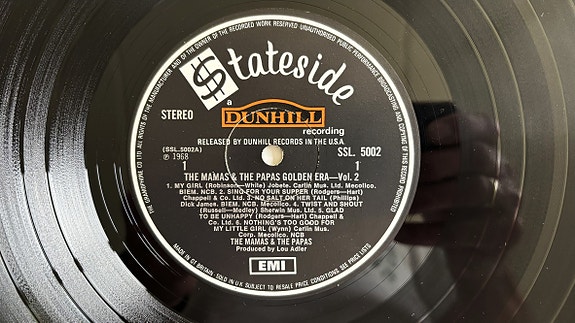 THE GRAMOPHONE CO LTD. ALL RIGHTS OF THE MANUFACTURER AND OF THE OWNER OF THE RECORDED WORK RESERVED UNAUTHORISED PUBLIC PERFORMANCE BROADCASTING AND COPYING OF THIS RECORD PROHIBITED
$tateside
a
DUNHILL
recording
STEREO
RELEASED BY DUNHILL RECORDS IN THE U.S.A.
(SSL.5002A)
SSL. 5002
℗ 1968
1
1
THE MAMAS & THE PAPAS GOLDEN ERA—Vol. 2
1. MY GIRL (Robinson—White) Jobete. Carlin Mus. Ltd. Mecolico.
BIEM. NCB. 2. SING FOR YOUR SUPPER (Rodgers—Hart)
Chappell & Co. Ltd. 3. NO SALT ON HER TAIL (Phillips)
Dick James. BIEM. NCB. Mecolico. 4. TWIST AND SHOUT
(Russell—Medley) Sherwin Mus. Ltd. 5. GLAD
TO BE UNHAPPY (Rodgers—Hart) Chappell &
Co. Ltd. 6. NOTHING'S TOO GOOD FOR
MY LITTLE GIRL (Wynn) Carlin Mus.
Corp. Mecolico. NCB
THE MAMAS & THE PAPAS
Produced by Lou Adler
EMI
MADE IN GT BRITAIN. SOLD IN U.K SUBJECT TO RESALE PRICE CONDITIONS SEE PRICE LISTS